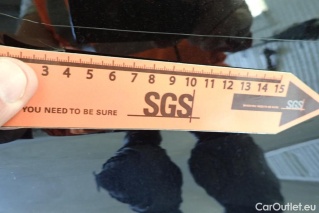 3 4 5 6 7 8 9 10 11 12 13 14 15
YOU NEED TO BE SURE SGS
SGS
CarOutlet.eu